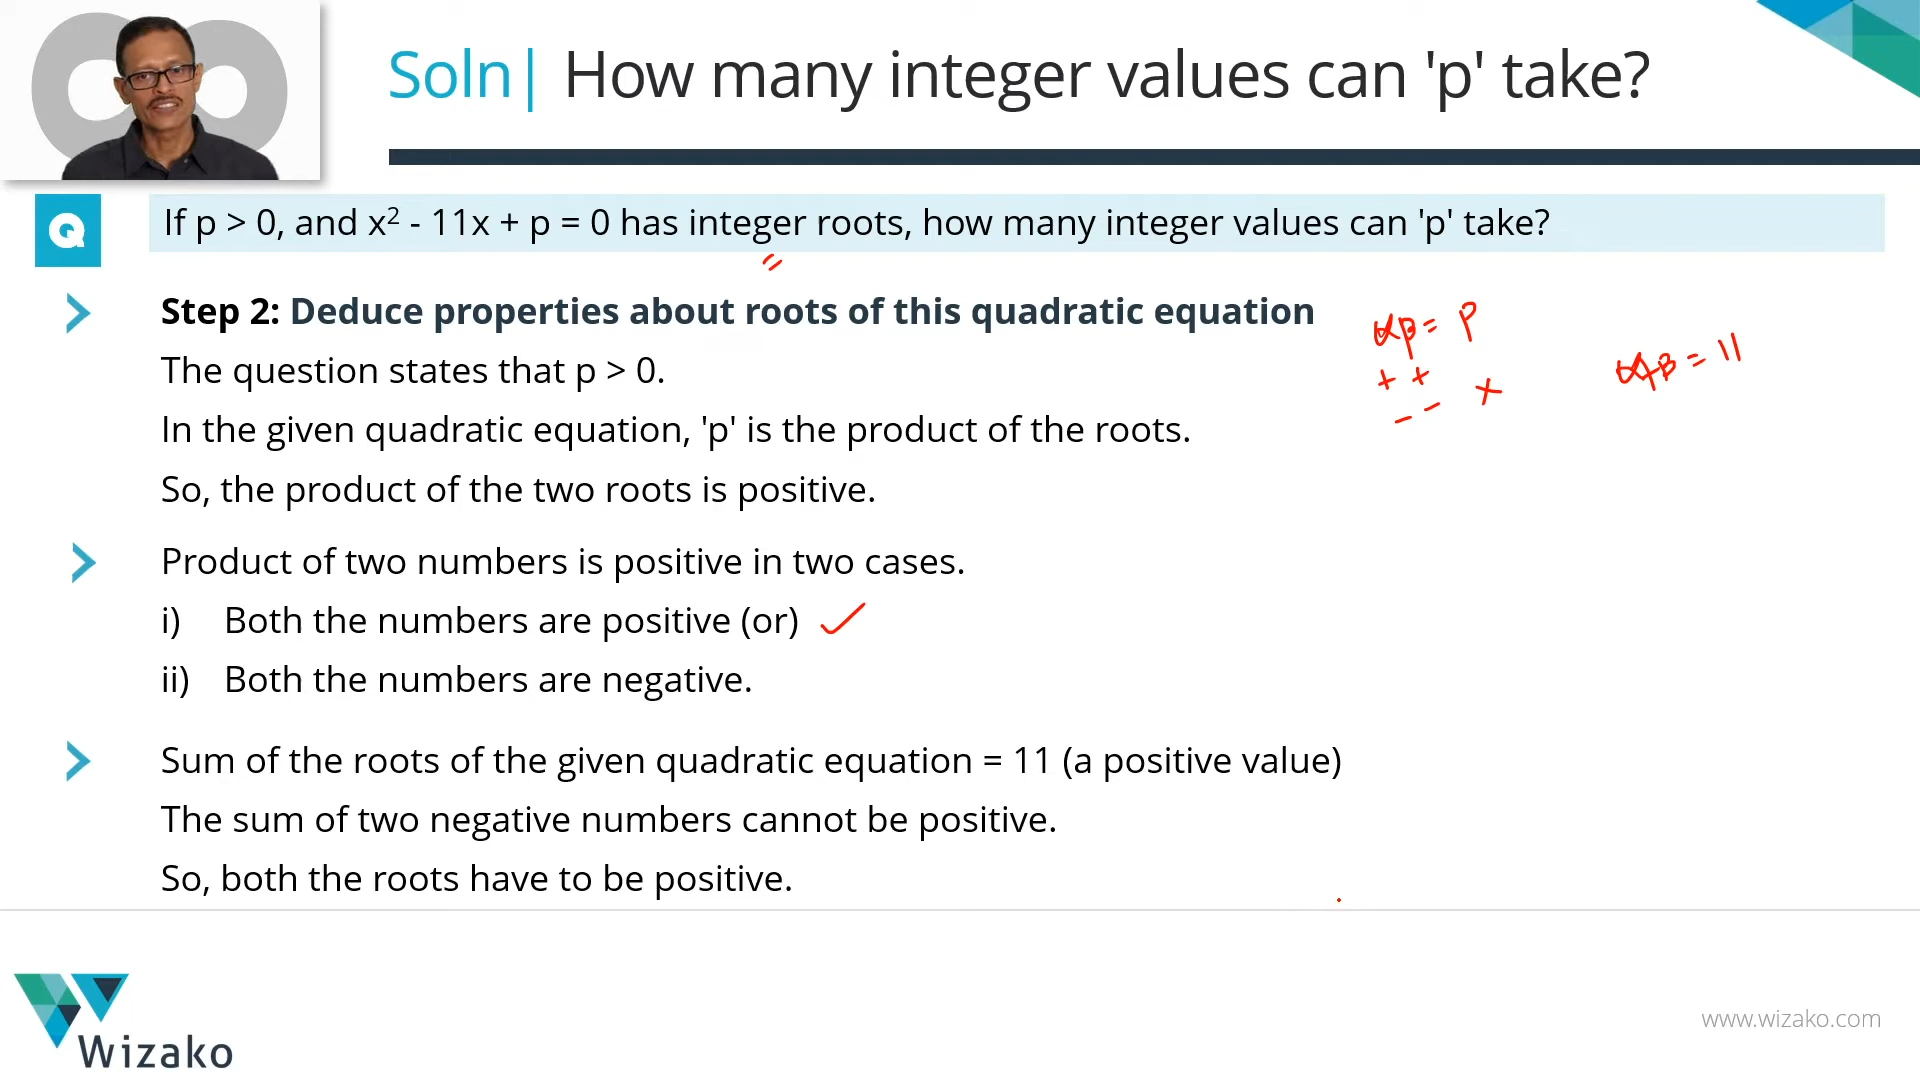 Soln| How many integer values can 'p' take?
Q
If p > 0, and x² - 11x + p = 0 has integer roots, how many integer values can 'p' take?
Step 2: Deduce properties about roots of this quadratic equation
αβ = P
+ +
- - x
α+β = 11
The question states that p > 0.
In the given quadratic equation, 'p' is the product of the roots.
So, the product of the two roots is positive.
Product of two numbers is positive in two cases.
i) Both the numbers are positive (or) ✓
ii) Both the numbers are negative.
Sum of the roots of the given quadratic equation = 11 (a positive value)
The sum of two negative numbers cannot be positive.
So, both the roots have to be positive.
Wizako
www.wizako.com